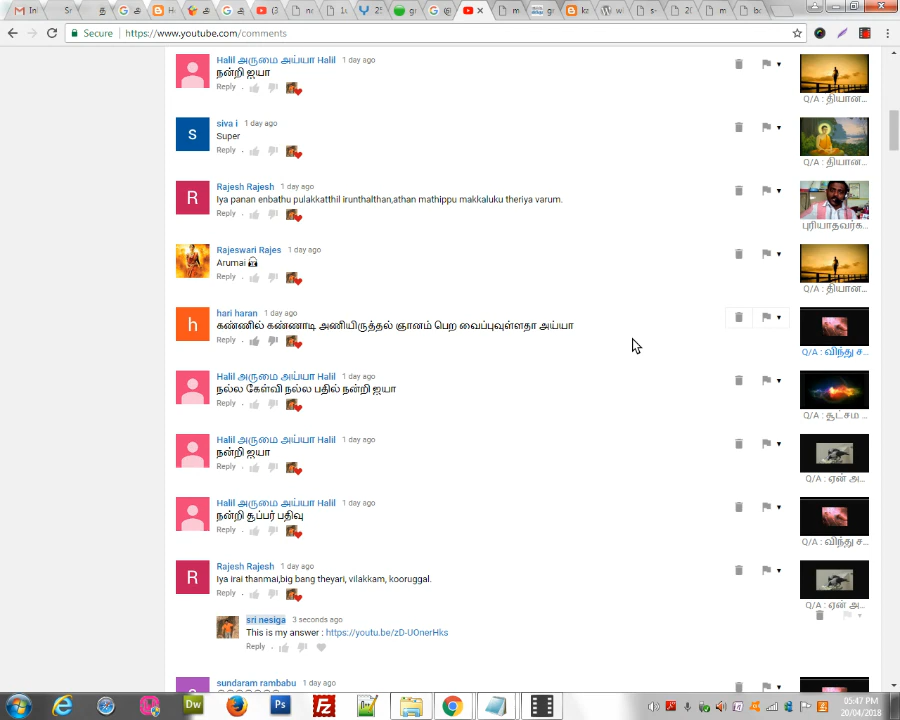 Secure
https://www.youtube.com/comments
Halil அருமை அய்யா Halil 1 day ago
நன்றி ஐயா
Reply
Q/A : தியான...
siva i 1 day ago
Super
Reply
Q/A : தியான...
Rajesh Rajesh 1 day ago
Iya panan enbathu pulakkatthil irunthalthan,athan mathippu makkaluku theriya varum.
Reply
புரியாதவர்க...
Rajeswari Rajes 1 day ago
Arumai
Reply
Q/A : தியான...
hari haran 1 day ago
கண்ணில் கண்ணாடி அணியிருத்தல் ஞானம் பெற வைப்புவுள்ளதா அய்யா
Reply
Q/A : விந்து ச...
Halil அருமை அய்யா Halil 1 day ago
நல்ல கேள்வி நல்ல பதில் நன்றி ஐயா
Reply
Q/A : சூட்சம ...
Halil அருமை அய்யா Halil 1 day ago
நன்றி ஐயா
Reply
Q/A : ஏன் அ...
Halil அருமை அய்யா Halil 1 day ago
நன்றி சூப்பர் பதிவு
Reply
Q/A : விந்து ச...
Rajesh Rajesh 1 day ago
Iya irai thanmai,big bang theyari, vilakkam, kooruggal.
Reply
Q/A : ஏன் அ...
sri nesiga 3 seconds ago
This is my answer : https://youtu.be/zD-UOnerHks
Reply
sundaram rambabu 1 day ago
05:47 PM
20/04/2018